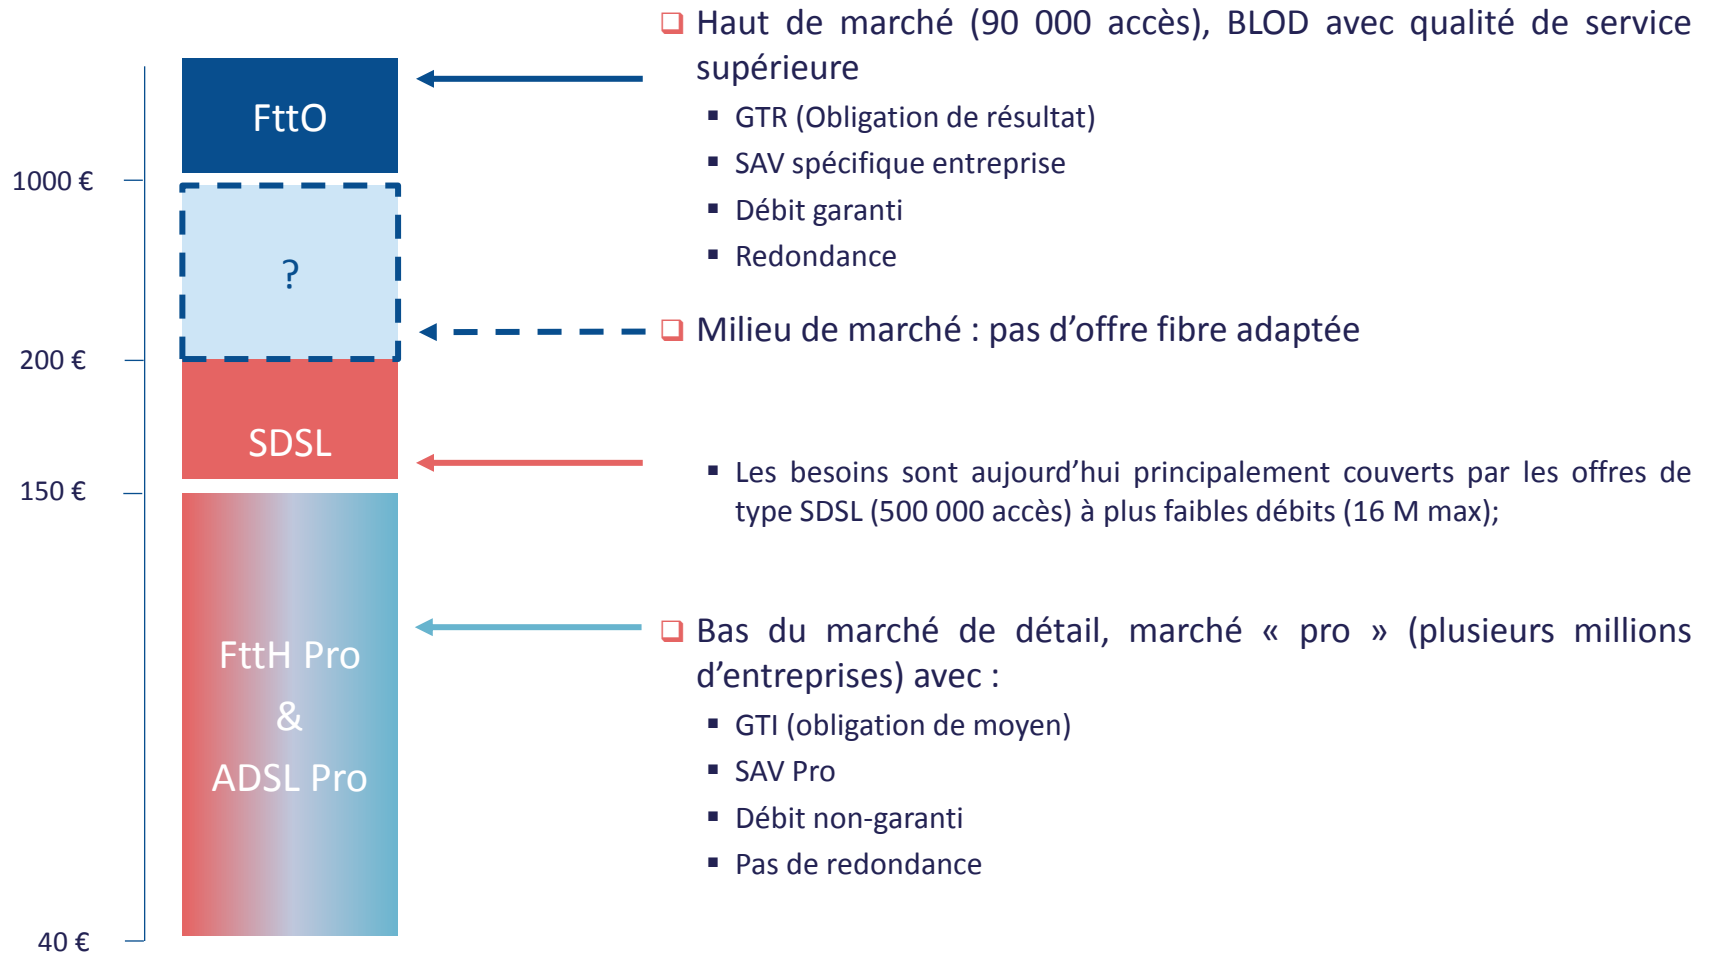 Haut de marché (90 000 accès), BLOD avec qualité de service
supérieure
GTR (Obligation de résultat)
SAV spécifique entreprise
Débit garanti
Redondance
Milieu de marché : pas d’offre fibre adaptée
Les besoins sont aujourd’hui principalement couverts par les offres de
type SDSL (500 000 accès) à plus faibles débits (16 M max);
Bas du marché de détail, marché « pro » (plusieurs millions
d’entreprises) avec :
GTI (obligation de moyen)
SAV Pro
Débit non-garanti
Pas de redondance
FttO
?
SDSL
FttH Pro
&
ADSL Pro
1000 €
200 €
150 €
40 €